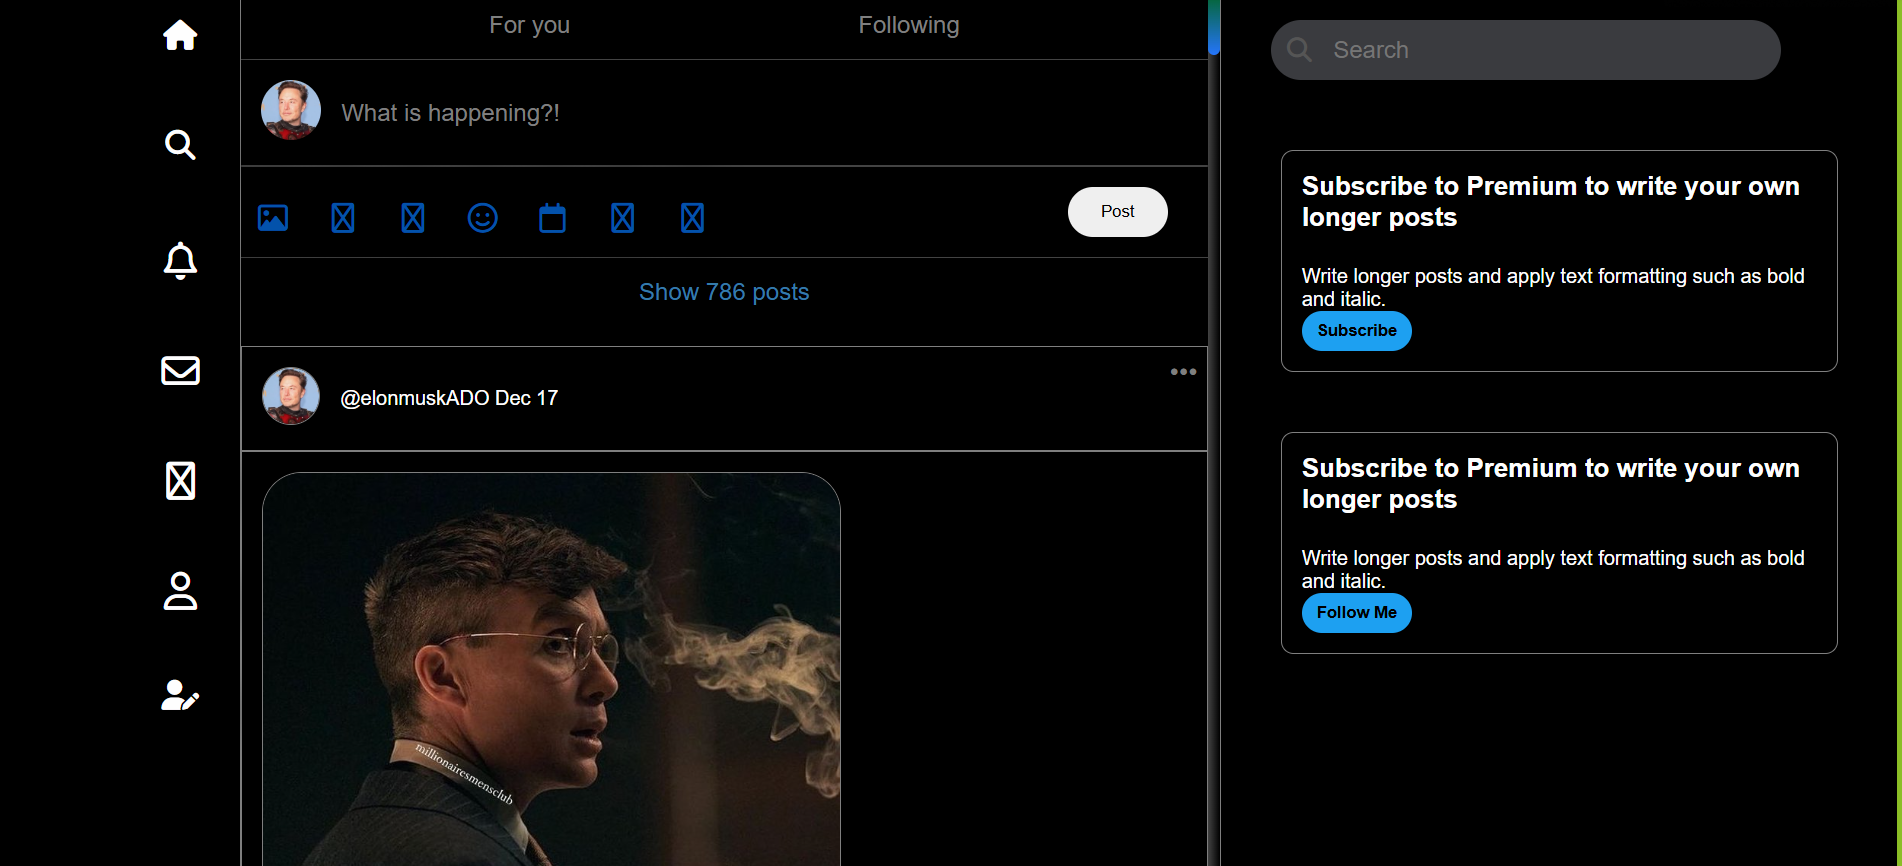 For you
Following
What is happening?!
Post
Show 786 posts
@elonmuskADO Dec 17
•••
millionairesmensclub
Search
Subscribe to Premium to write your own
longer posts
Write longer posts and apply text formatting such as bold
and italic.
Subscribe
Subscribe to Premium to write your own
longer posts
Write longer posts and apply text formatting such as bold
and italic.
Follow Me